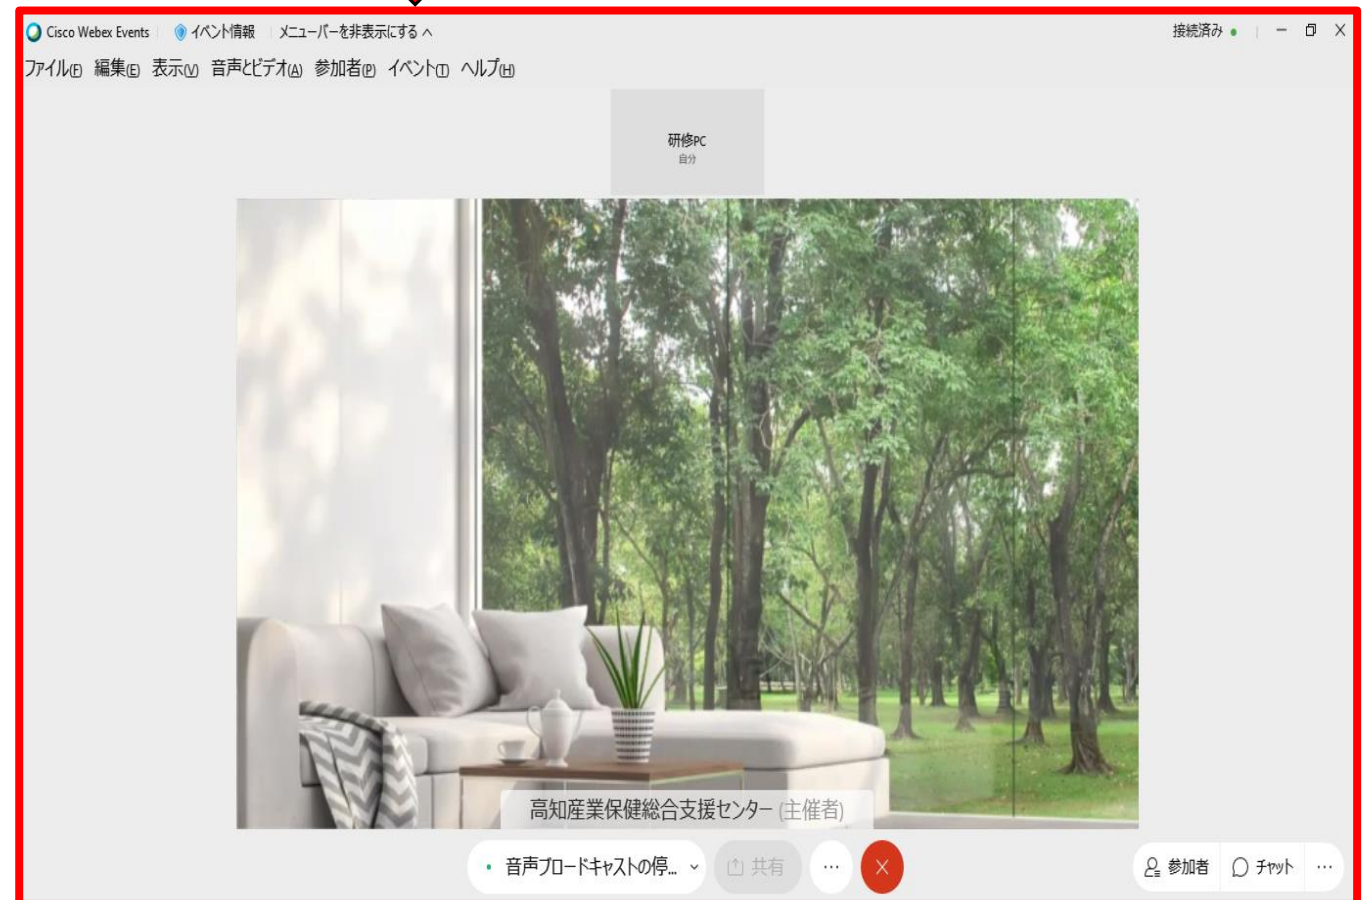 Cisco Webex Events イベント情報 メニューバーを非表示にする ヘ 接続済み
ファイル(F) 編集(E) 表示(V) 音声とビデオ(A) 参加者(P) イベント(T) ヘルプ(H)
研修PC
自分
高知産業保健総合支援センター (主催者)
音声ブロードキャストの停... 共有 ... X 参加者 チャット ...